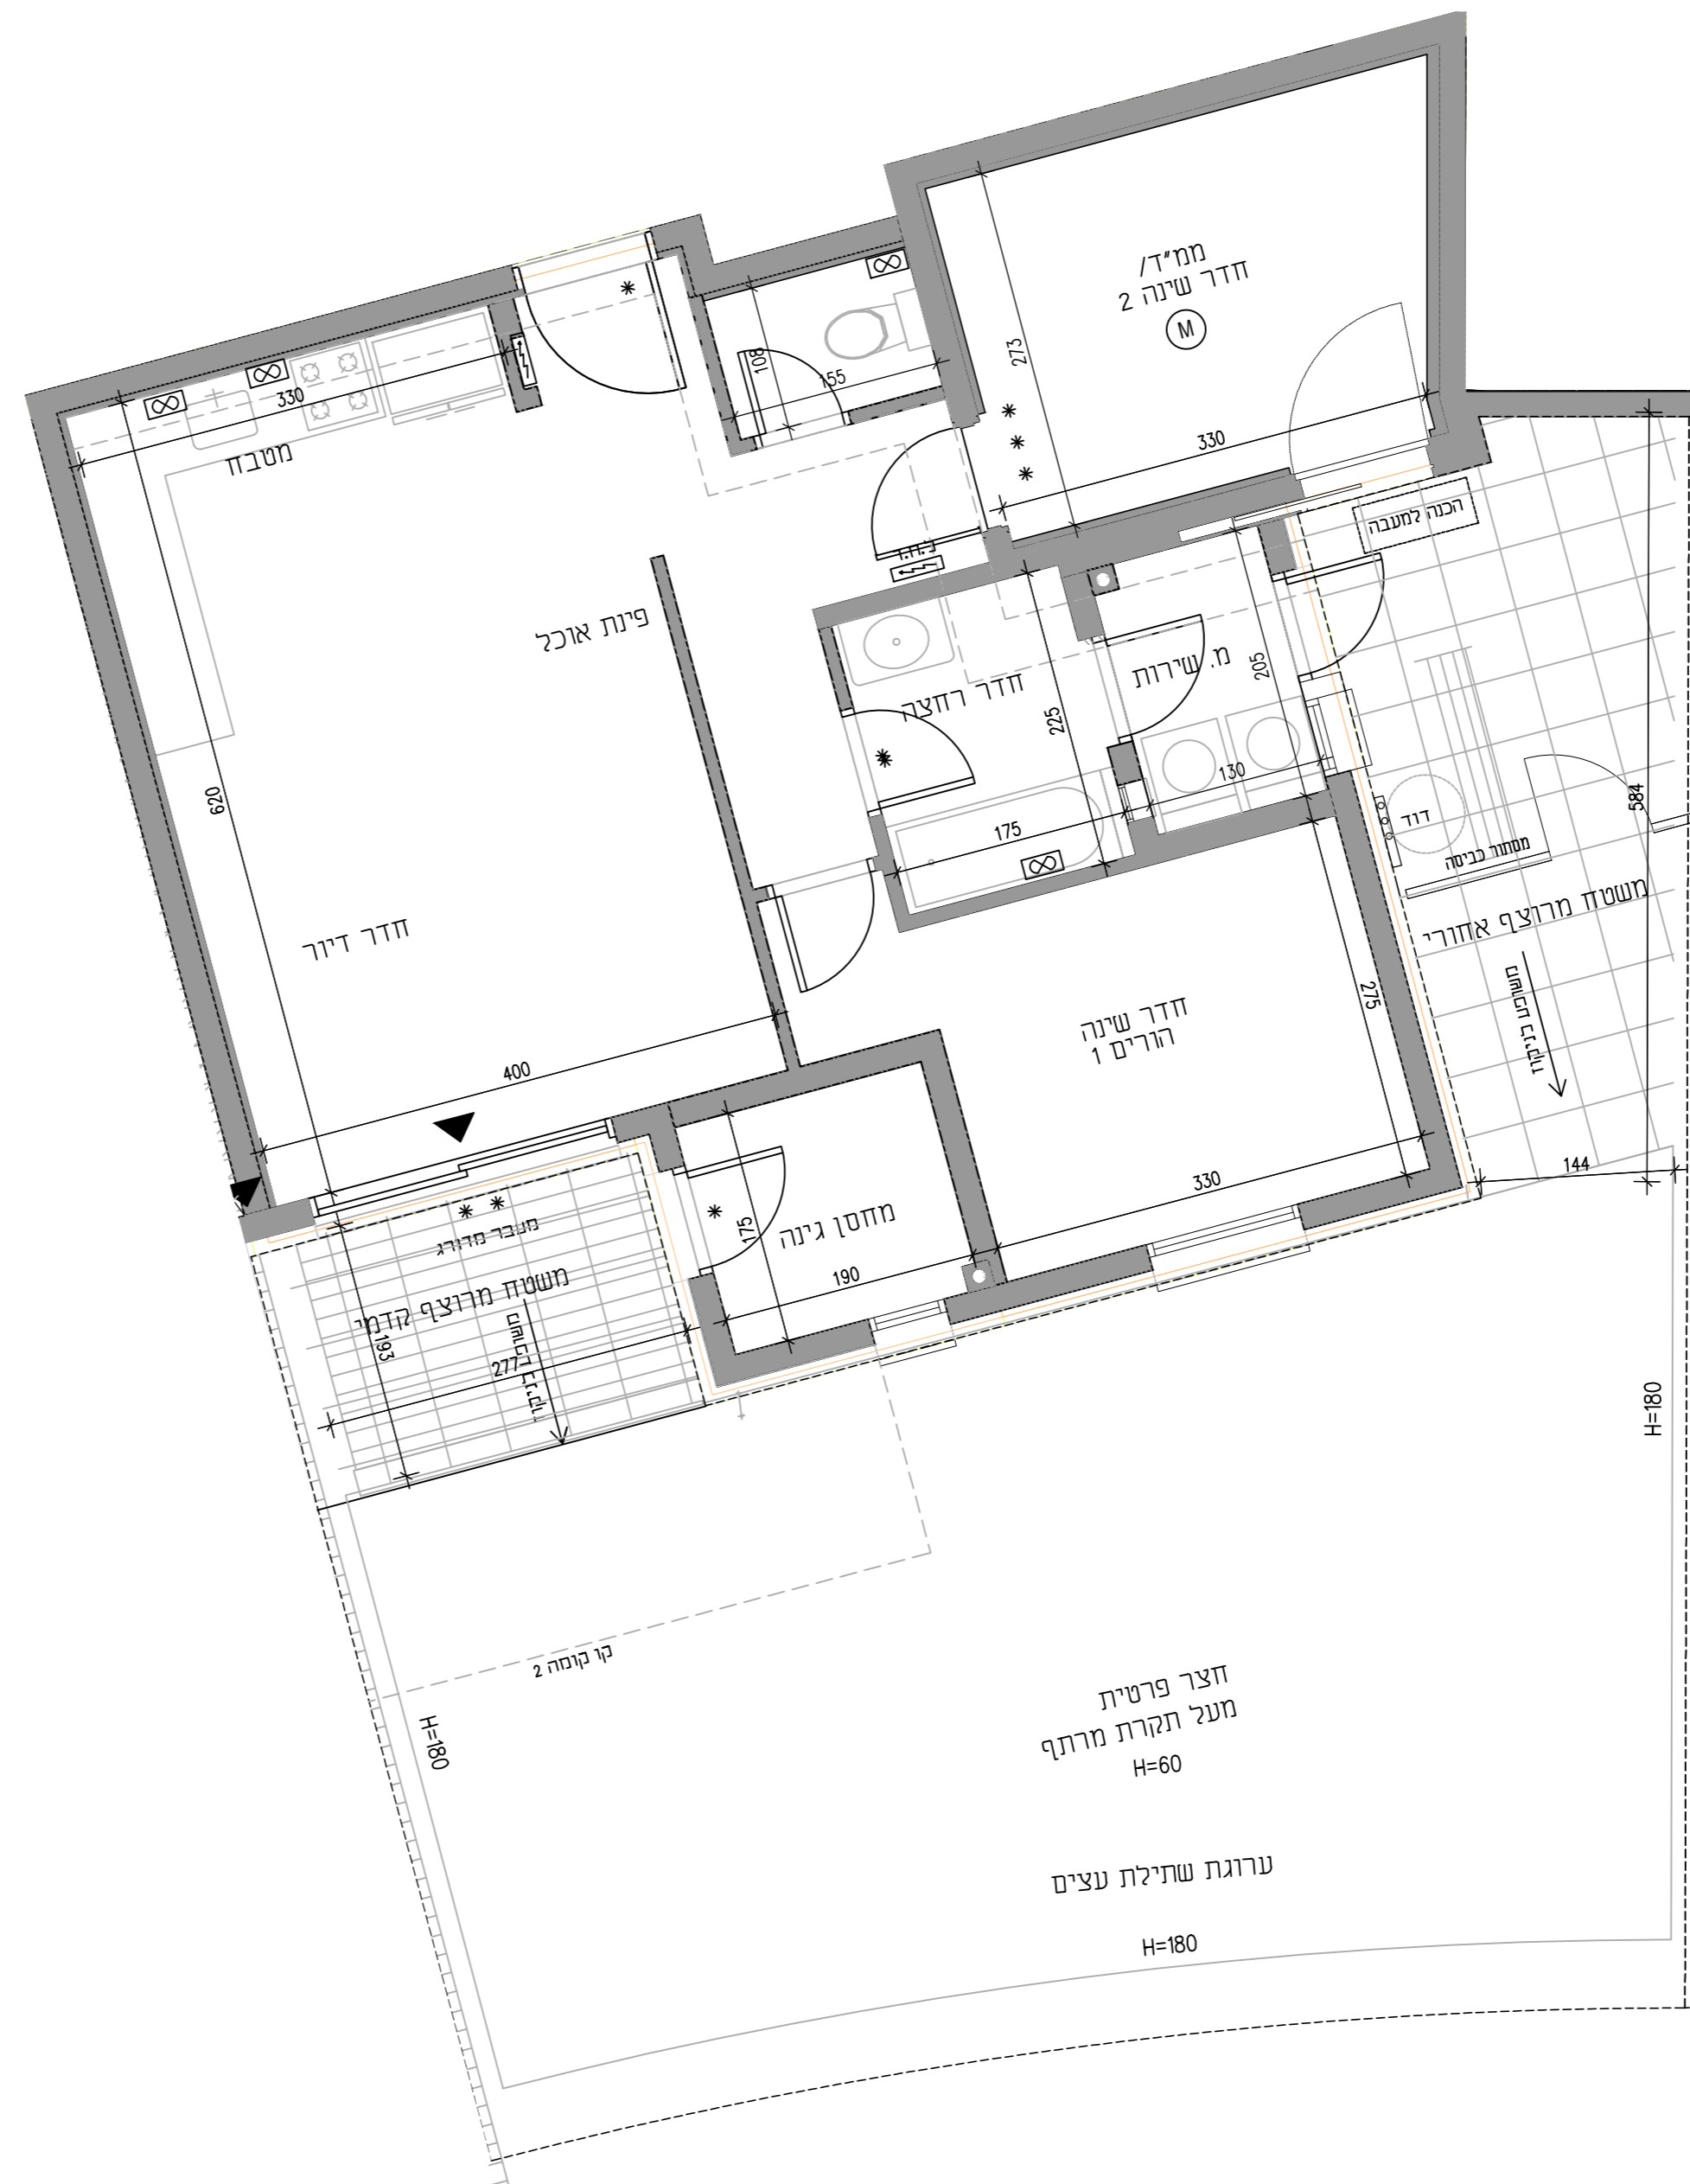 ממ״ד/
חדר שינה 2
M
273
330
108
155
330
מטבח
הכנה למעבה
פינת אוכל
חדר רחצה
מ. שירות
205
225
130
175
620
584
דוד
מסתור כביסה
משטח מרוצף אחורי
חדר דיור
275
חדר שינה
הורים 1
400
144
330
מחסן גינה
175
190
משטח מרוצף קדמי
193
277
H=180
קו קומה 2
H=180
חצר פרטית
מעל תקרת מרתף
H=60
ערוגת שתילת עצים
H=180